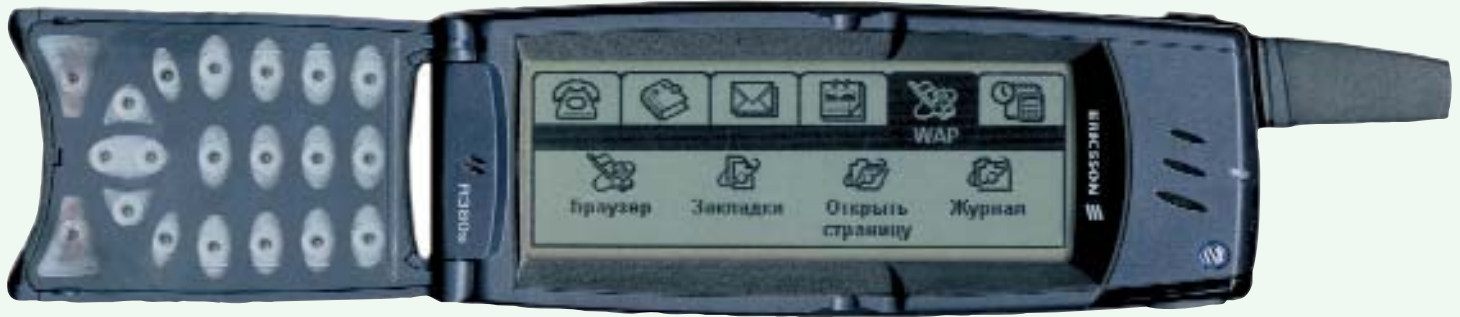 WAP
Браузер
Закладки
Открыть
страницу
Журнал
ERICSSON
R380s